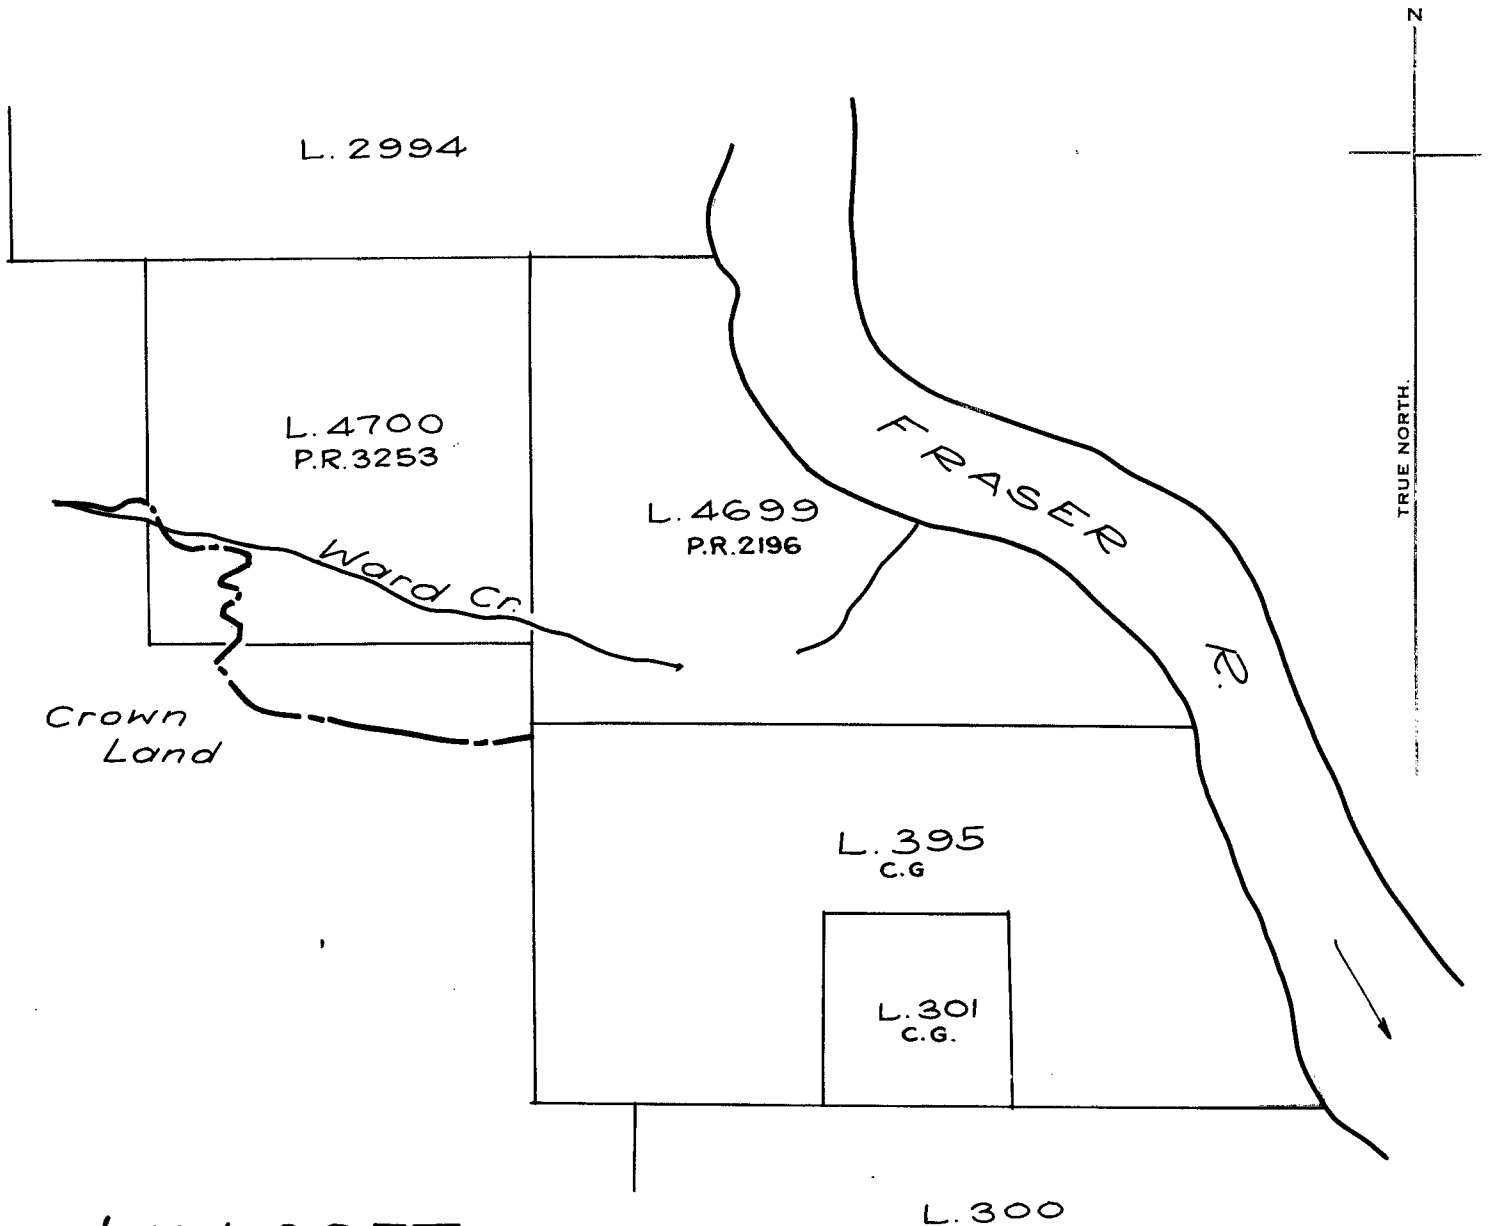 N
L. 2994
TRUE NORTH.
L. 4700
P.R. 3253
FRASER R.
L. 4699
P.R. 2196
Ward Cr.
Crown
Land
L. 395
C.G
L. 301
C.G.
L. 300